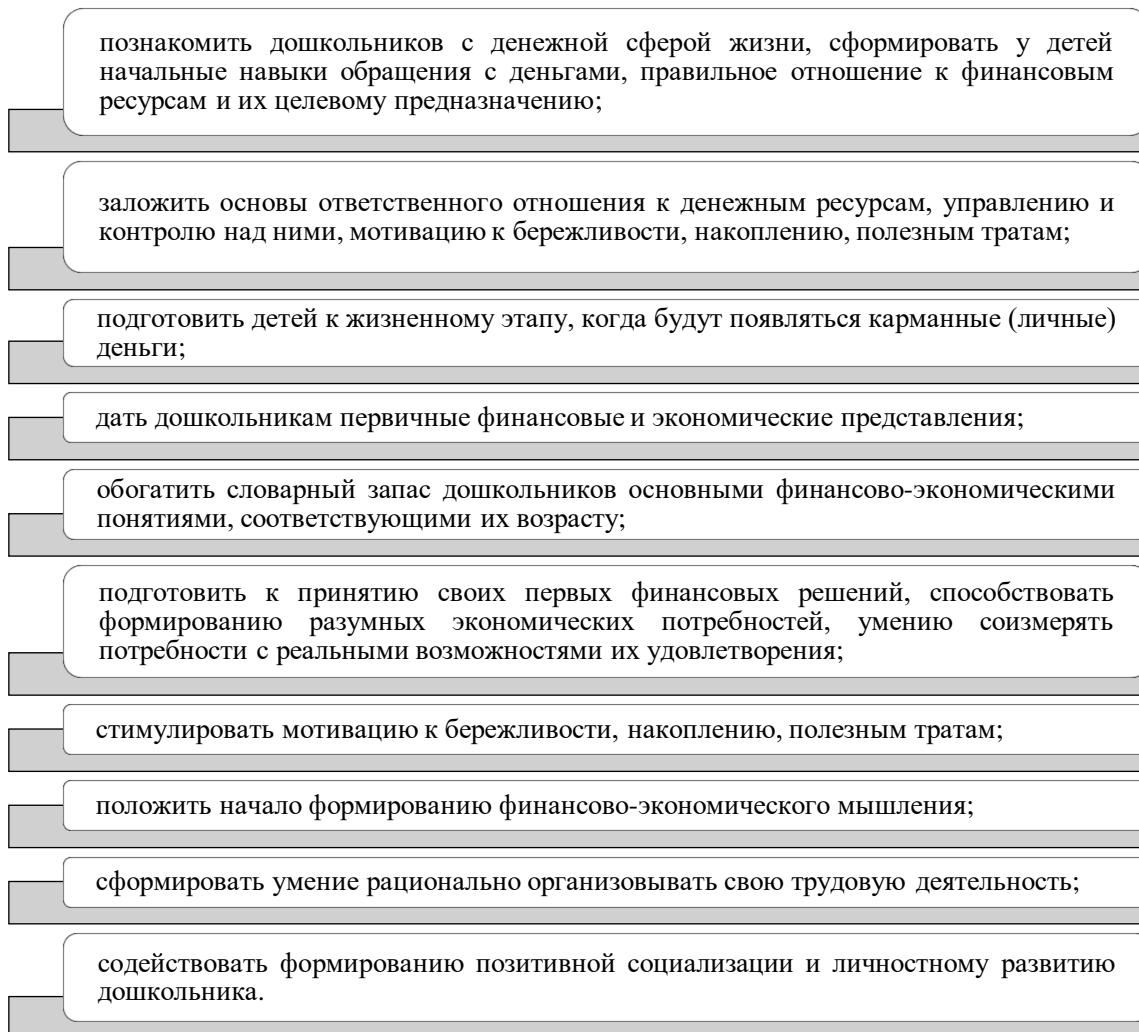 познакомить дошкольников с денежной сферой жизни, сформировать у детей
начальные навыки обращения с деньгами, правильное отношение к финансовым
ресурсам и их целевому предназначению;
заложить основы ответственного отношения к денежным ресурсам, управлению и
контролю над ними, мотивацию к бережливости, накоплению, полезным тратам;
подготовить детей к жизненному этапу, когда будут появляться карманные (личные)
деньги;
дать дошкольникам первичные финансовые и экономические представления;
обогатить словарный запас дошкольников основными финансово-экономическими
понятиями, соответствующими их возрасту;
подготовить к принятию своих первых финансовых решений, способствовать
формированию разумных экономических потребностей, умению соизмерять
потребности с реальными возможностями их удовлетворения;
стимулировать мотивацию к бережливости, накоплению, полезным тратам;
положить начало формированию финансово-экономического мышления;
сформировать умение рационально организовывать свою трудовую деятельность;
содействовать формированию позитивной социализации и личностному развитию
дошкольника.